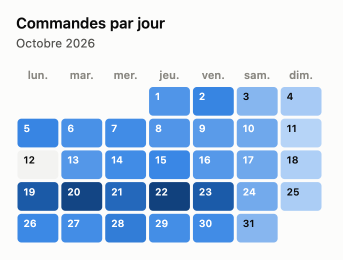 Commandes par jour
Octobre 2026
lun. mar. mer. jeu. ven. sam. dim.
1 2 3 4
5 6 7 8 9 10 11
12 13 14 15 16 17 18
19 20 21 22 23 24 25
26 27 28 29 30 31